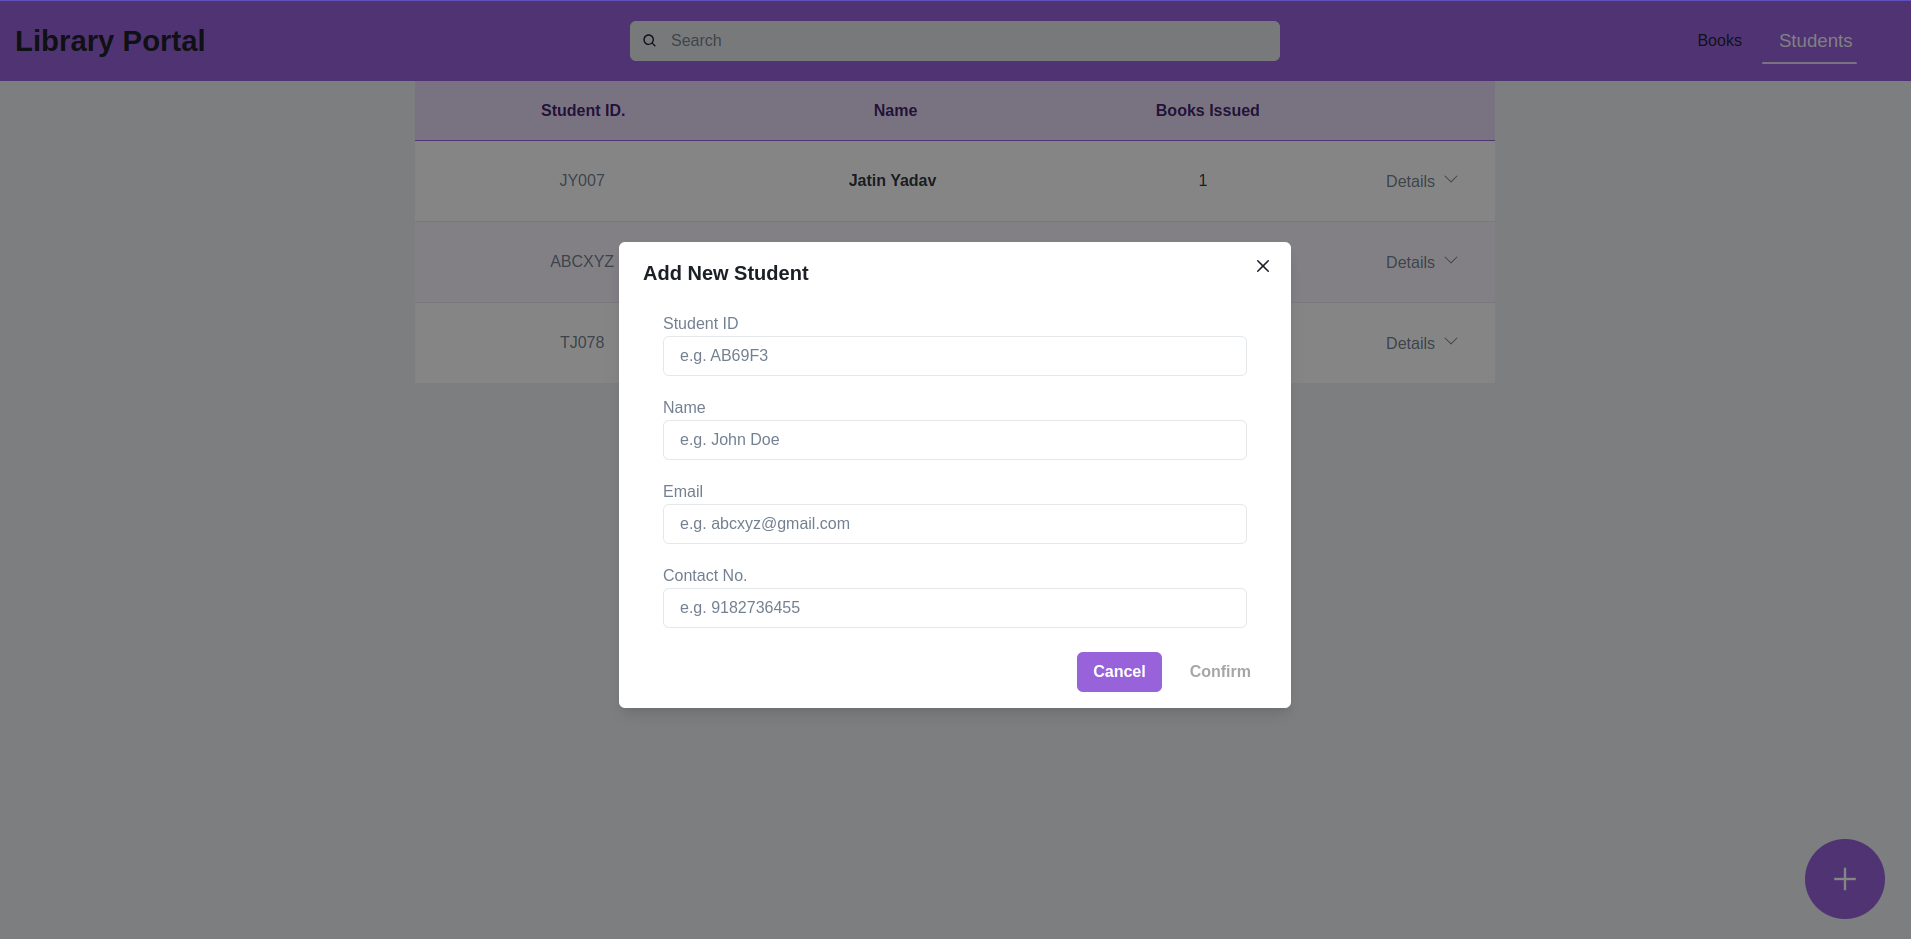 Library Portal
Search
Books
Students
Student ID.
Name
Books Issued
JY007
Jatin Yadav
1
Details
ABCXYZ
Details
TJ078
Details
Add New Student
Student ID
e.g. AB69F3
Name
e.g. John Doe
Email
e.g. abcxyz@gmail.com
Contact No.
e.g. 9182736455
Cancel
Confirm